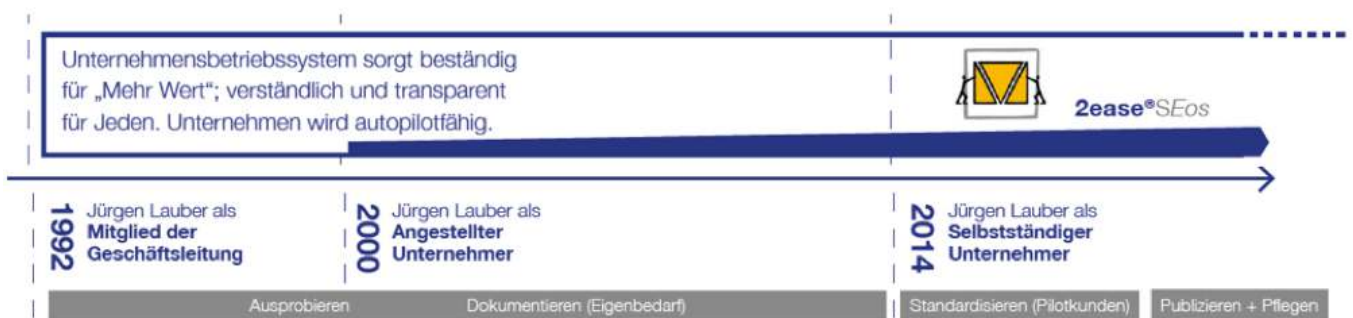 Unternehmensbetriebssystem sorgt beständig
für „Mehr Wert“; verständlich und transparent
für Jeden. Unternehmen wird autopilotfähig.
2ease®SEos
1992
Jürgen Lauber als
Mitglied der
Geschäftsleitung
2000
Jürgen Lauber als
Angestellter
Unternehmer
2014
Jürgen Lauber als
Selbstständiger
Unternehmer
Ausprobieren
Dokumentieren (Eigenbedarf)
Standardisieren (Pilotkunden)
Publizieren + Pflegen